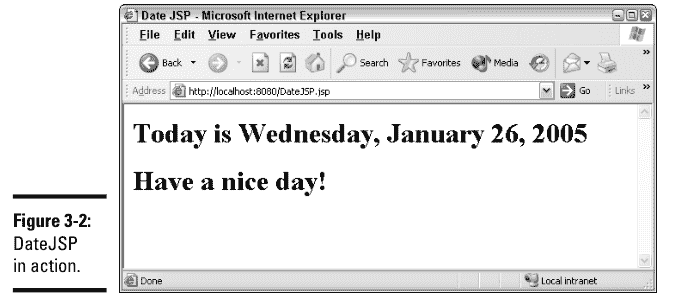 Date JSP - Microsoft Internet Explorer
File Edit View Favorites Tools Help
Back Search Favorites Media
Address http://localhost:8080/DateJSP.jsp Go Links
Today is Wednesday, January 26, 2005
Have a nice day!
Figure 3-2:
DateJSP
in action.
Done Local intranet